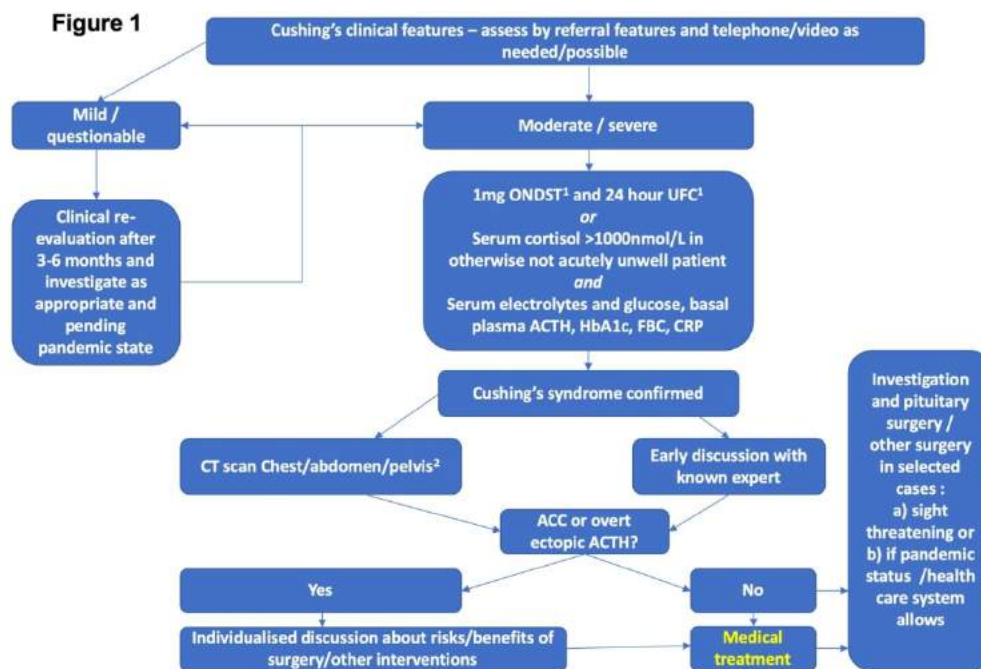 Figure 1
Cushing's clinical features – assess by referral features and telephone/video as
needed/possible
Mild /
questionable
Moderate / severe
Clinical re-
evaluation after
3-6 months and
investigate as
appropriate and
pending
pandemic state
1mg ONDST¹ and 24 hour UFC¹
or
Serum cortisol >1000nmol/L in
otherwise not acutely unwell patient
and
Serum electrolytes and glucose, basal
plasma ACTH, HbA1c, FBC, CRP
Cushing's syndrome confirmed
CT scan Chest/abdomen/pelvis²
Early discussion with
known expert
ACC or overt
ectopic ACTH?
Yes
No
Individualised discussion about risks/benefits of
surgery/other interventions
Medical
treatment
Investigation
and pituitary
surgery /
other surgery
in selected
cases :
a) sight
threatening or
b) if pandemic
status /health
care system
allows